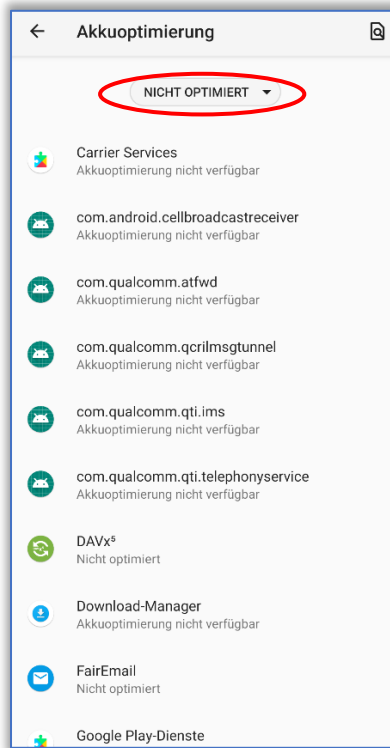 Akkuoptimierung
NICHT OPTIMIERT
Carrier Services
Akkuoptimierung nicht verfügbar
com.android.cellbroadcastreceiver
Akkuoptimierung nicht verfügbar
com.qualcomm.atfwd
Akkuoptimierung nicht verfügbar
com.qualcomm.qcrilmsgtunnel
Akkuoptimierung nicht verfügbar
com.qualcomm.qti.ims
Akkuoptimierung nicht verfügbar
com.qualcomm.qti.telephonyservice
Akkuoptimierung nicht verfügbar
DAVx⁵
Nicht optimiert
Download-Manager
Akkuoptimierung nicht verfügbar
FairEmail
Nicht optimiert
Google Play-Dienste